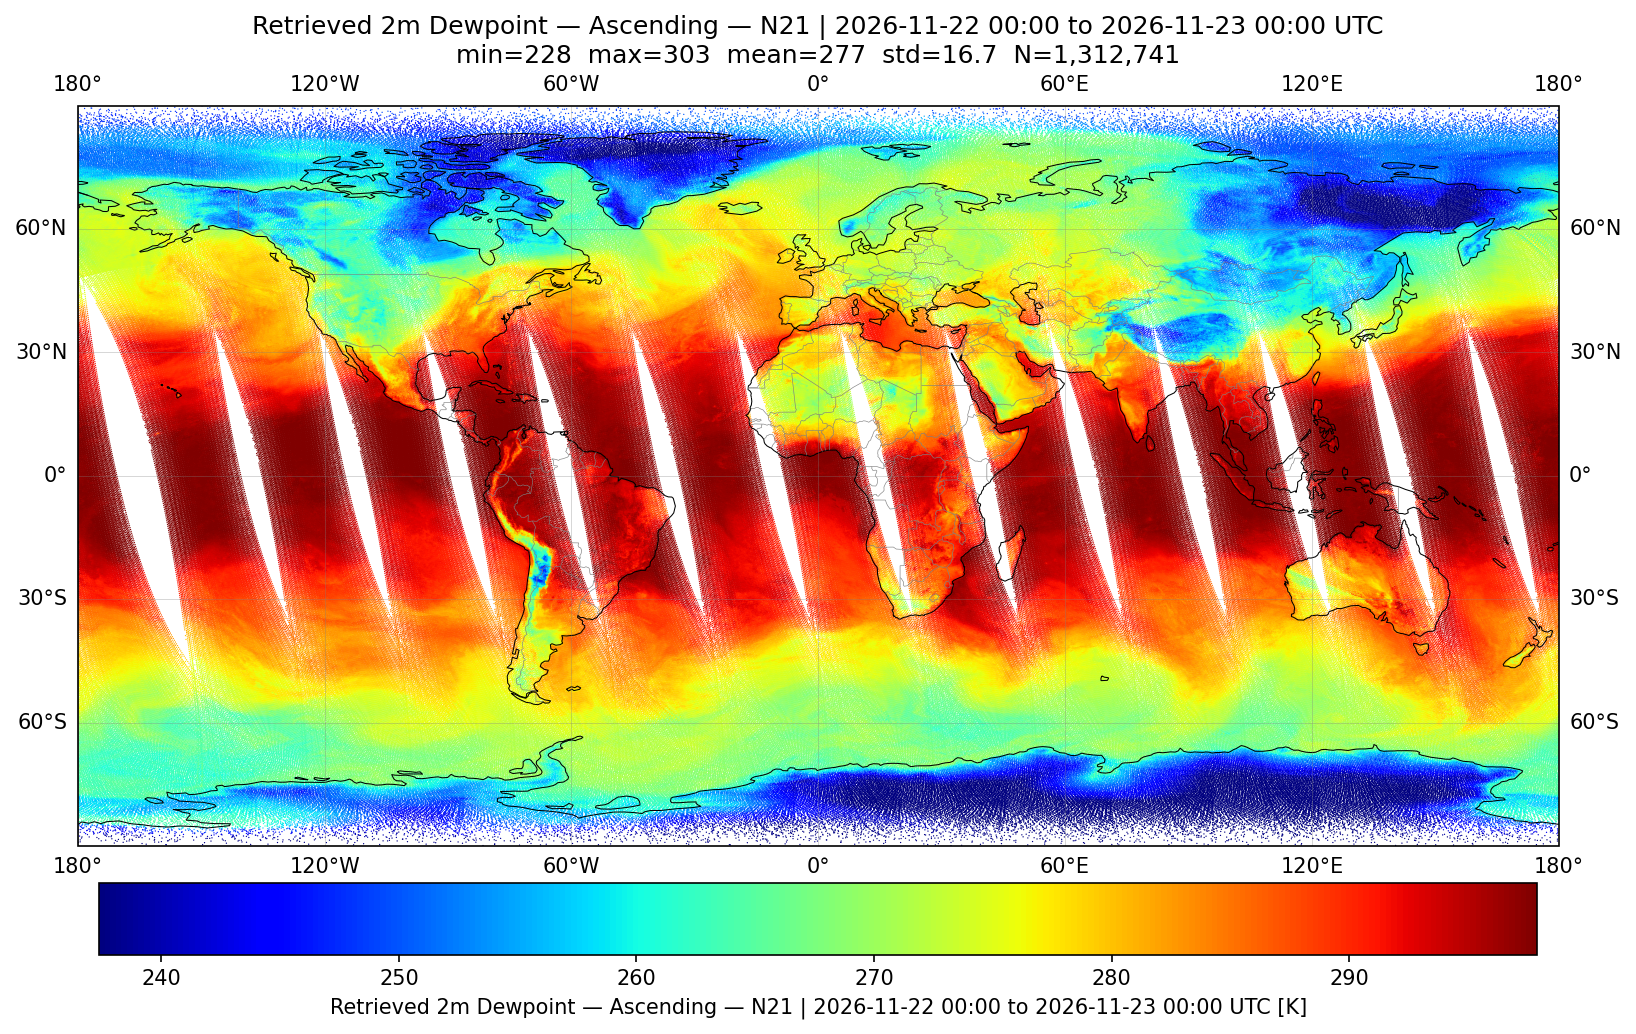 Retrieved 2m Dewpoint — Ascending — N21 | 2026-11-22 00:00 to 2026-11-23 00:00 UTC
min=228 max=303 mean=277 std=16.7 N=1,312,741
180° 120°W 60°W 0° 60°E 120°E 180°
60°N 60°N
30°N 30°N
0° 0°
30°S 30°S
60°S 60°S
180° 120°W 60°W 0° 60°E 120°E 180°
240 250 260 270 280 290
Retrieved 2m Dewpoint — Ascending — N21 | 2026-11-22 00:00 to 2026-11-23 00:00 UTC [K]